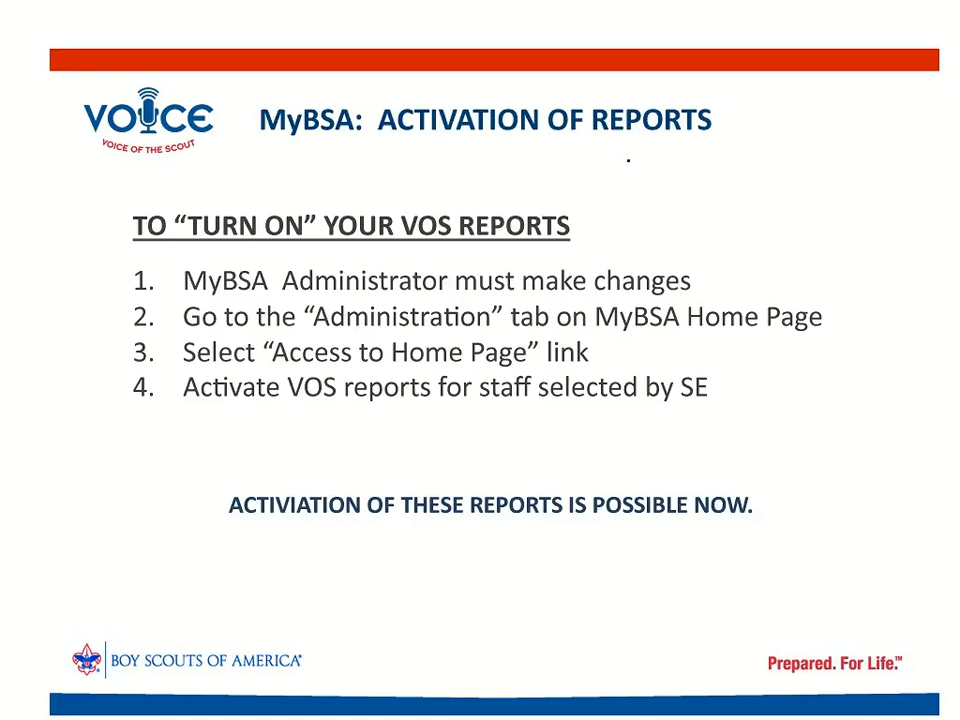 VOICE
VOICE OF THE SCOUT
MyBSA:  ACTIVATION OF REPORTS
.
TO “TURN ON” YOUR VOS REPORTS
1. MyBSA  Administrator must make changes
2. Go to the “Administration” tab on MyBSA Home Page
3. Select “Access to Home Page” link
4. Activate VOS reports for staff selected by SE
ACTIVIATION OF THESE REPORTS IS POSSIBLE NOW.
BOY SCOUTS OF AMERICA®
Prepared. For Life.™